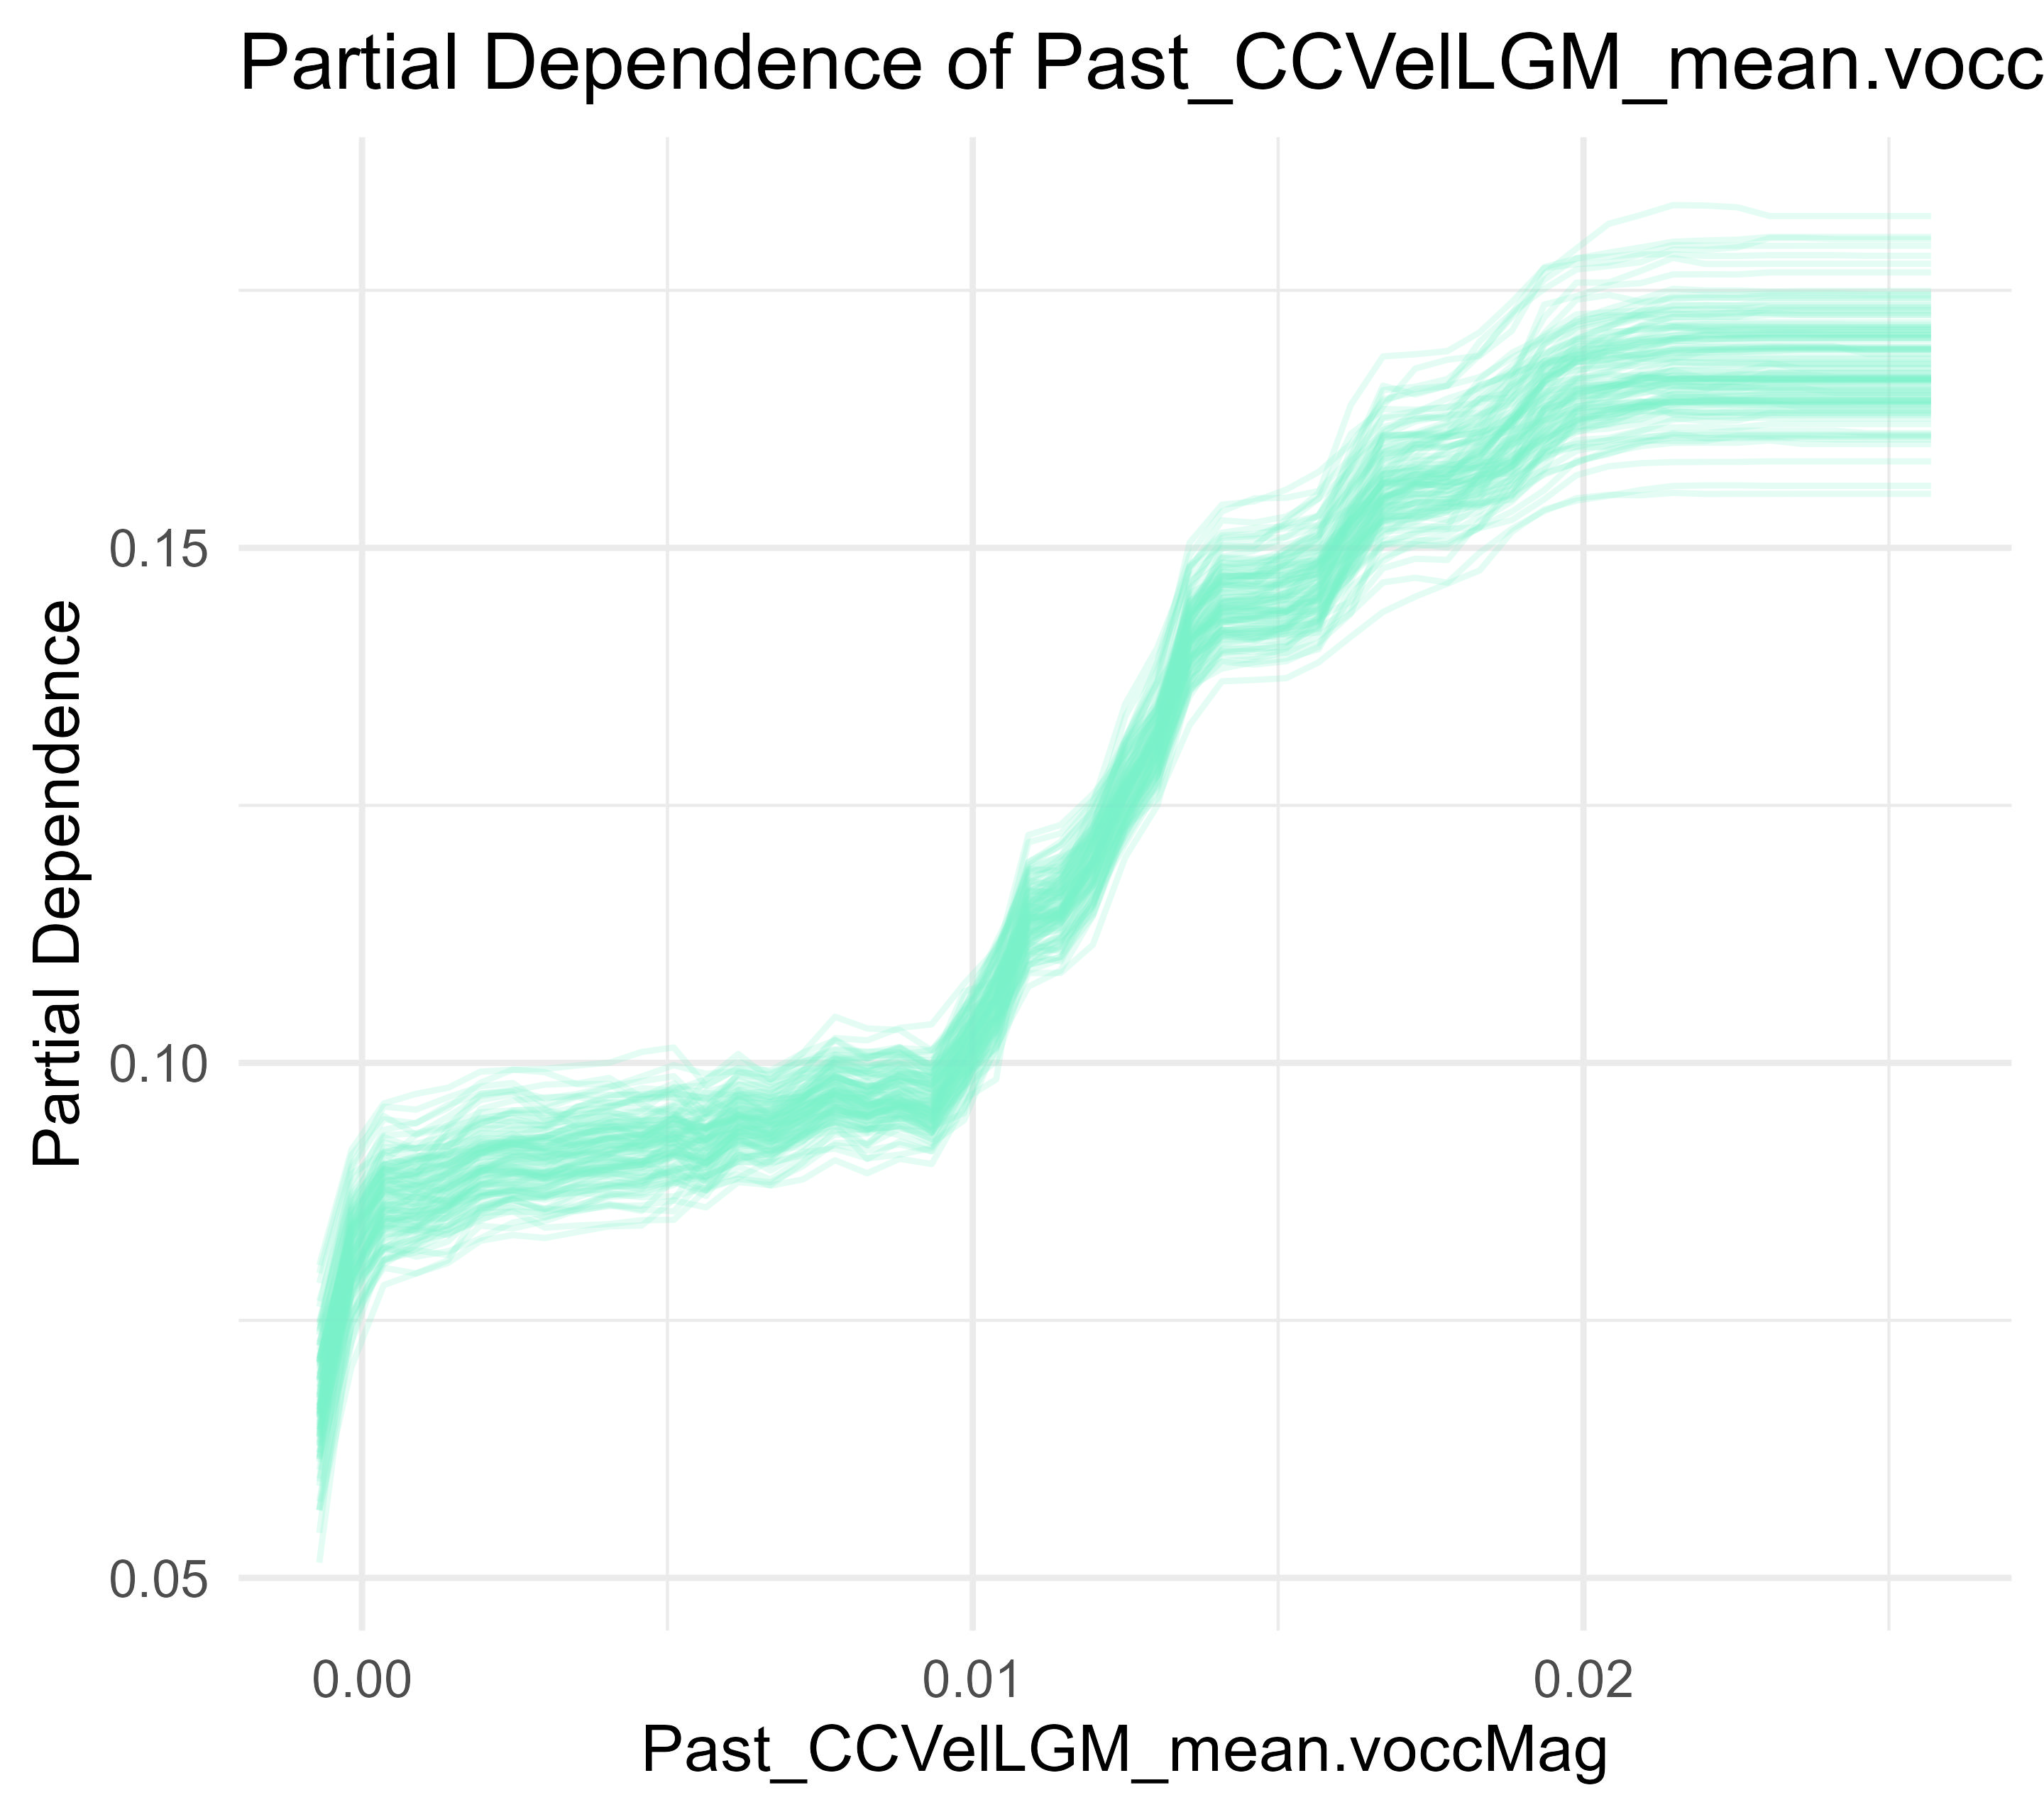 Partial Dependence of Past_CCVelLGM_mean.vocc
0.15
0.10
0.05
Partial Dependence
0.00 0.01 0.02
Past_CCVelLGM_mean.voccMag